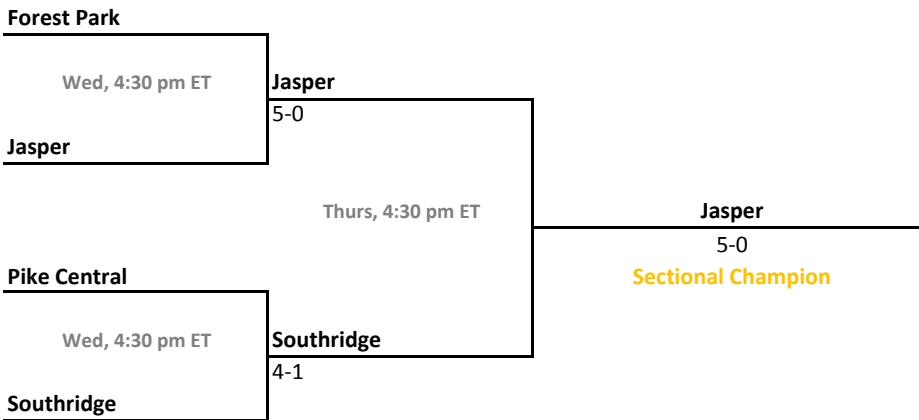 Forest Park
Wed, 4:30 pm ET
Jasper
5-0
Jasper
Thurs, 4:30 pm ET
Jasper
5-0
Sectional Champion
Pike Central
Wed, 4:30 pm ET
Southridge
4-1
Southridge